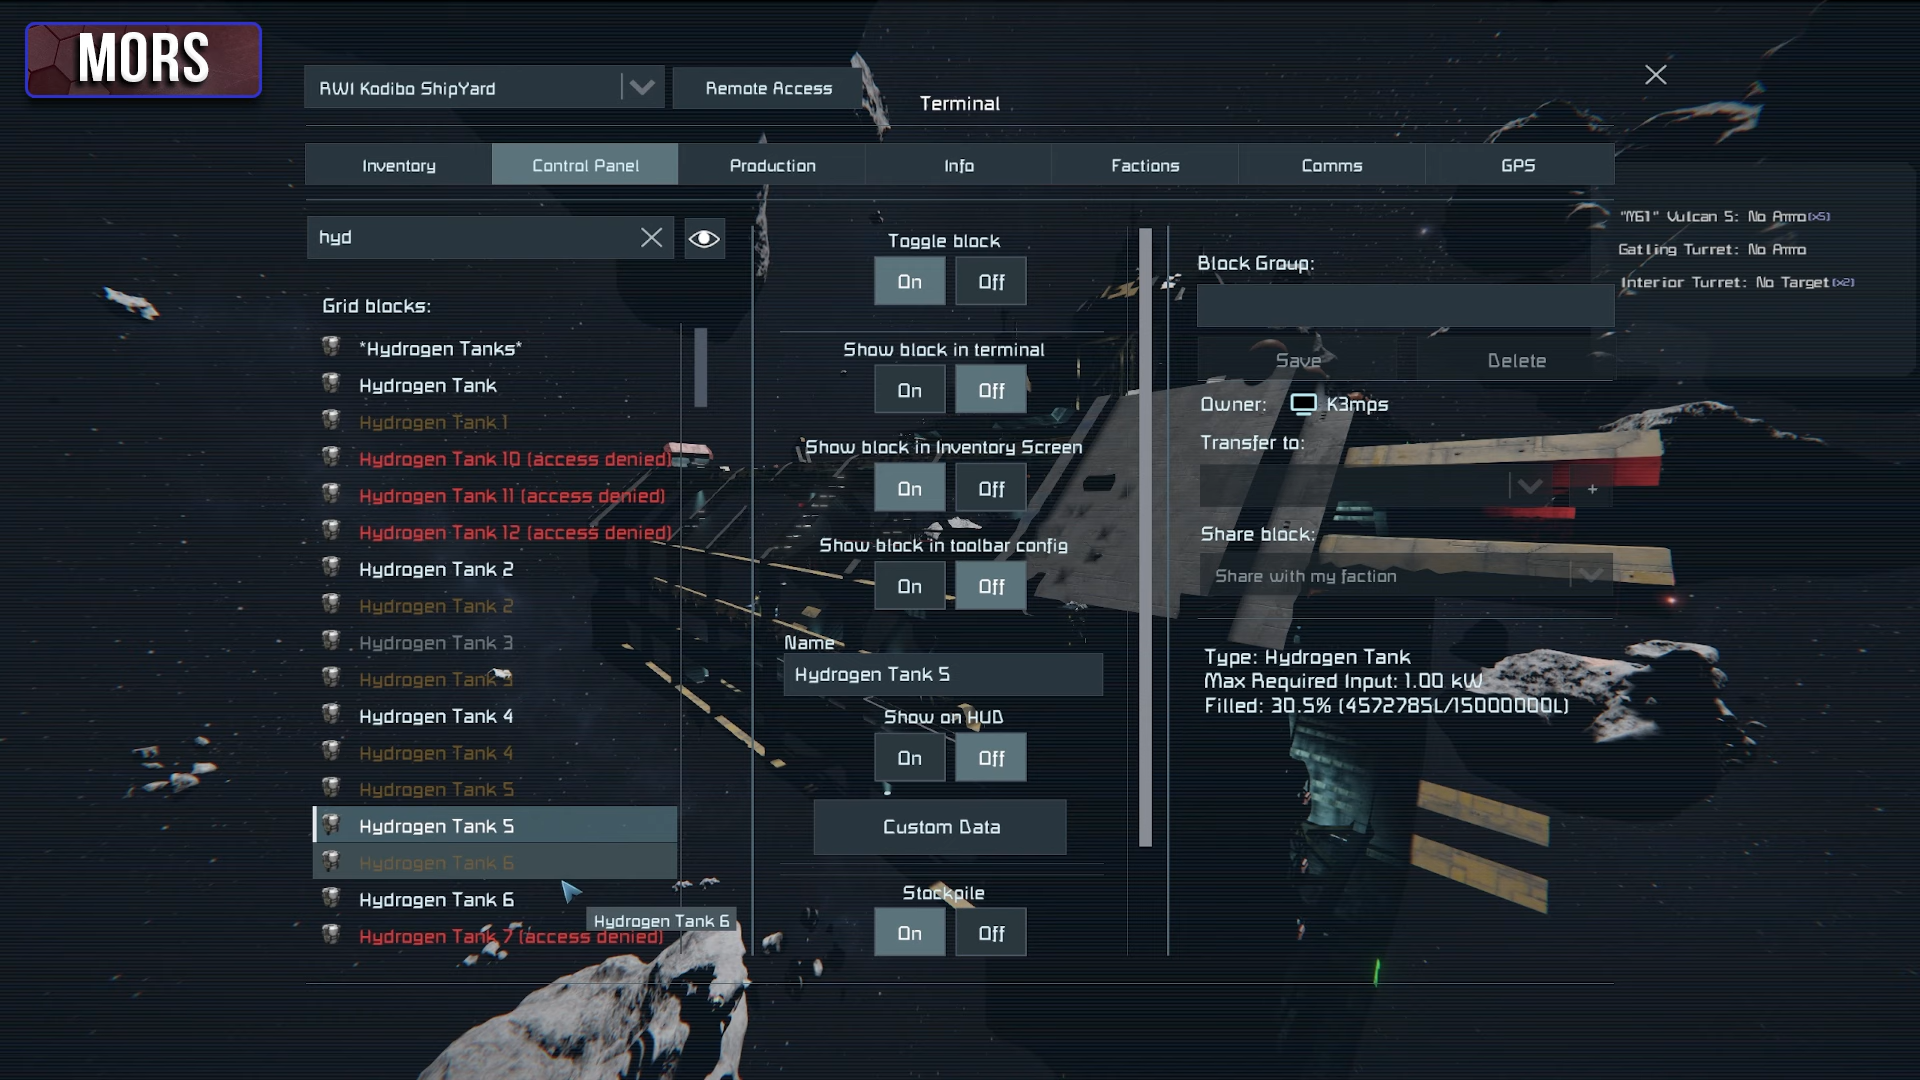 MORS
RWI Kodibo ShipYard
Remote Access
Terminal
Inventory
Control Panel
Production
Info
Factions
Comms
GPS
hyd
Grid blocks:
*Hydrogen Tanks*
Hydrogen Tank
Hydrogen Tank 1
Hydrogen Tank 10 (access denied)
Hydrogen Tank 11 (access denied)
Hydrogen Tank 12 (access denied)
Hydrogen Tank 2
Hydrogen Tank 2
Hydrogen Tank 3
Hydrogen Tank 3
Hydrogen Tank 4
Hydrogen Tank 4
Hydrogen Tank 5
Hydrogen Tank 5
Hydrogen Tank 6
Hydrogen Tank 6
Hydrogen Tank 7 (access denied)
Hydrogen Tank 6
Toggle block
On Off
Show block in terminal
On Off
Show block in Inventory Screen
On Off
Show block in toolbar config
On Off
Name
Hydrogen Tank 5
Show on HUD
On Off
Custom Data
Stockpile
On Off
Block Group:
Save Delete
Owner: K3mps
Transfer to:
+
Share block:
Share with my faction
Type: Hydrogen Tank
Max Required Input: 1.00 kW
Filled: 30.5% (4572785L/15000000L)
"M61" Vulcan 5: No Ammo(x5)
Gatling Turret: No Ammo
Interior Turret: No Target(x2)